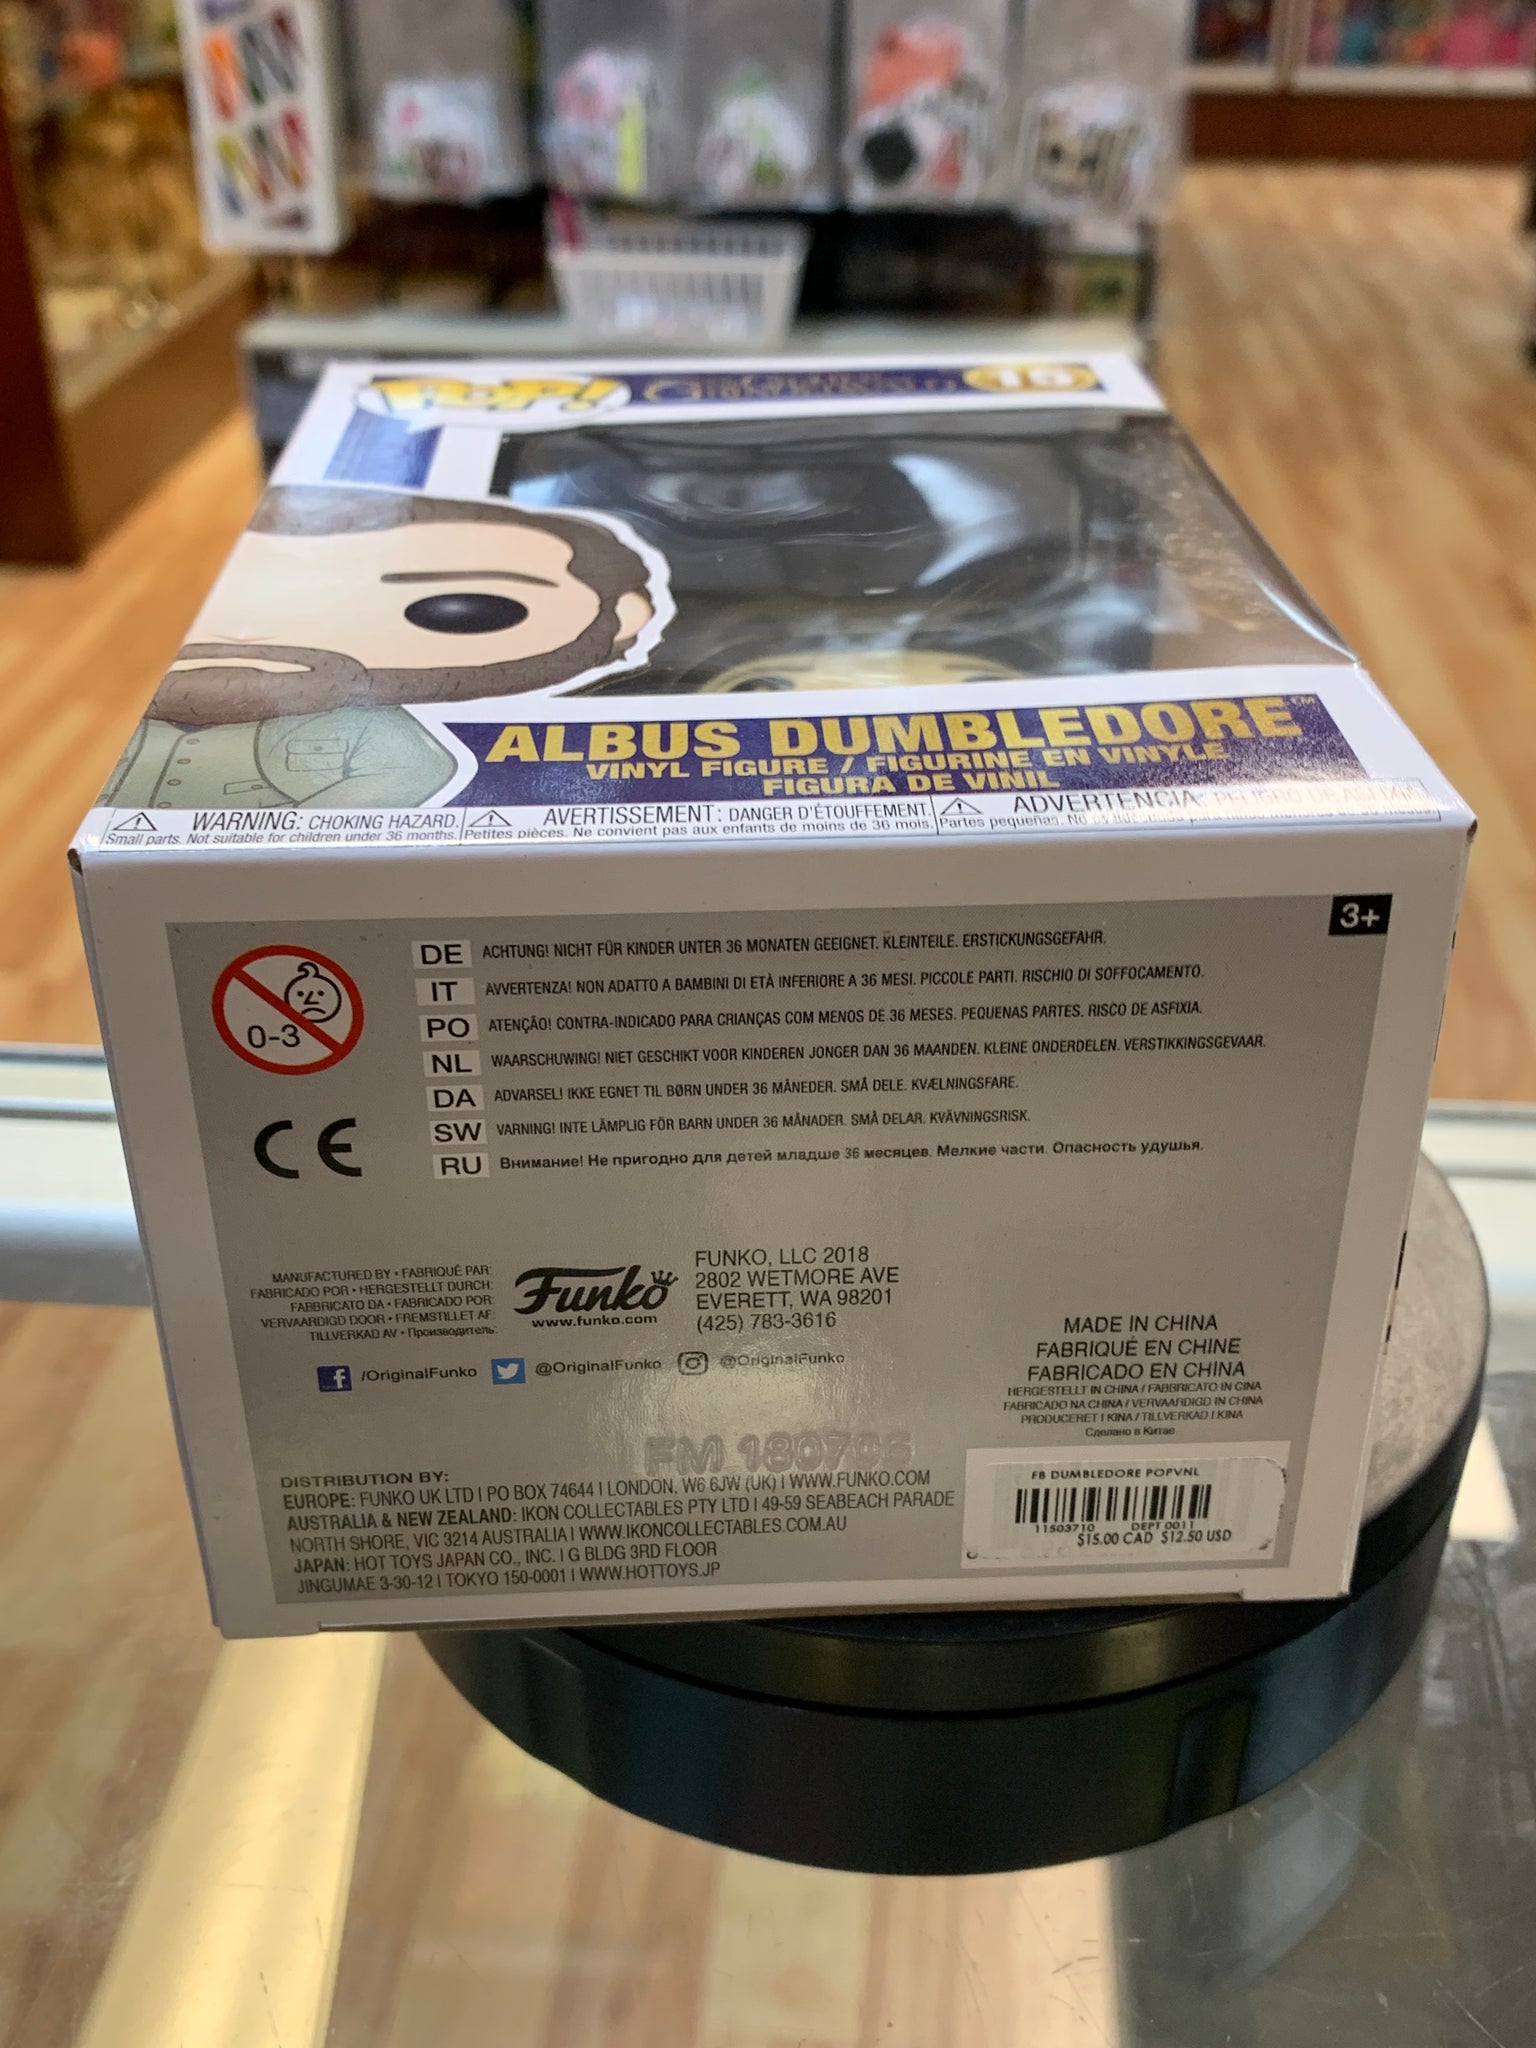 POP!
15
ALBUS DUMBLEDORE™
VINYL FIGURE / FIGURINE EN VINYLE
FIGURA DE VINIL
WARNING: CHOKING HAZARD.
Small parts. Not suitable for children under 36 months.
AVERTISSEMENT: DANGER D'ÉTOUFFEMENT.
Petites pièces. Ne convient pas aux enfants de moins de 36 mois.
ADVERTENCIA: PELIGRO DE ASFIXIA.
Partes pequeñas.
3+
0-3
CE
DE ACHTUNG! NICHT FÜR KINDER UNTER 36 MONATEN GEEIGNET. KLEINTEILE. ERSTICKUNGSGEFAHR.
IT AVVERTENZA! NON ADATTO A BAMBINI DI ETÀ INFERIORE A 36 MESI. PICCOLE PARTI. RISCHIO DI SOFFOCAMENTO.
PO ATENÇÃO! CONTRA-INDICADO PARA CRIANÇAS COM MENOS DE 36 MESES. PEQUENAS PARTES. RISCO DE ASFIXIA.
NL WAARSCHUWING! NIET GESCHIKT VOOR KINDEREN JONGER DAN 36 MAANDEN. KLEINE ONDERDELEN. VERSTIKKINGSGEVAAR.
DA ADVARSEL! IKKE EGNET TIL BØRN UNDER 36 MÅNEDER. SMÅ DELE. KVÆLNINGSFARE.
SW VARNING! INTE LÄMPLIG FÖR BARN UNDER 36 MÅNADER. SMÅ DELAR. KVÄVNINGSRISK.
RU Внимание! Не пригодно для детей младше 36 месяцев. Мелкие части. Опасность удушья.
MANUFACTURED BY • FABRIQUÉ PAR:
FABRICADO POR • HERGESTELLT DURCH:
FABBRICATO DA • FABRICADO POR:
VERVAARDIGD DOOR • FREMSTILLET AF:
TILLVERKAD AV • Производитель:
Funko
www.funko.com
FUNKO, LLC 2018
2802 WETMORE AVE
EVERETT, WA 98201
(425) 783-3616
/OriginalFunko @OriginalFunko @OriginalFunko
MADE IN CHINA
FABRIQUÉ EN CHINE
FABRICADO EN CHINA
HERGESTELLT IN CHINA / FABBRICATO IN CINA
FABRICADO NA CHINA / VERVAARDIGD IN CHINA
PRODUCERET I KINA / TILLVERKAD I KINA
Сделано в Китае
DISTRIBUTION BY:
EUROPE: FUNKO UK LTD | PO BOX 74644 | LONDON, W6 6JW (UK) | WWW.FUNKO.COM
AUSTRALIA & NEW ZEALAND: IKON COLLECTABLES PTY LTD | 49-59 SEABEACH PARADE
NORTH SHORE, VIC 3214 AUSTRALIA | WWW.IKONCOLLECTABLES.COM.AU
JAPAN: HOT TOYS JAPAN CO., INC. | G BLDG 3RD FLOOR
JINGUMAE 3-30-12 | TOKYO 150-0001 | WWW.HOTTOYS.JP
FB DUMBLEDORE POPVNL
11503710 DEPT 0011
$15.00 CAD $12.50 USD